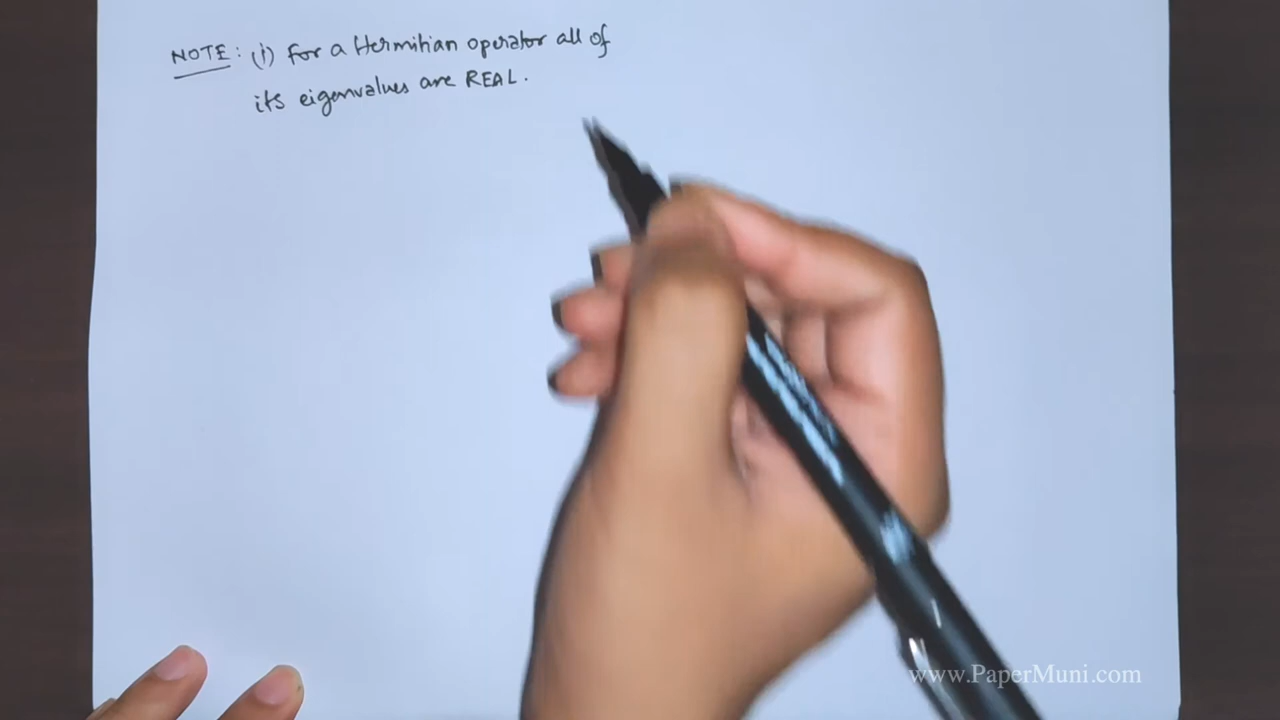 NOTE: (i) For a Hermitian operator all of
its eigenvalues are REAL.
www.PaperMuni.com